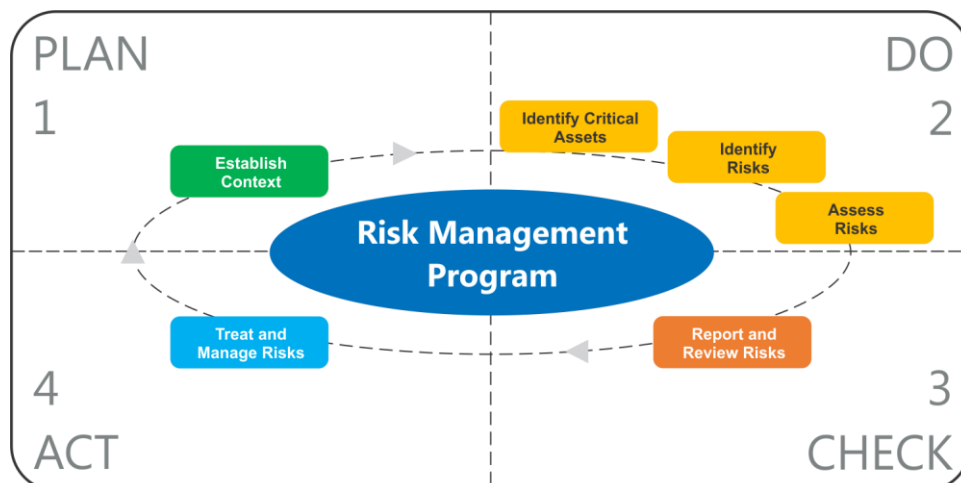 PLAN
1
DO
2
Establish
Context
Identify Critical
Assets
Identify
Risks
Assess
Risks
Risk Management
Program
Report and
Review Risks
Treat and
Manage Risks
3
CHECK
4
ACT